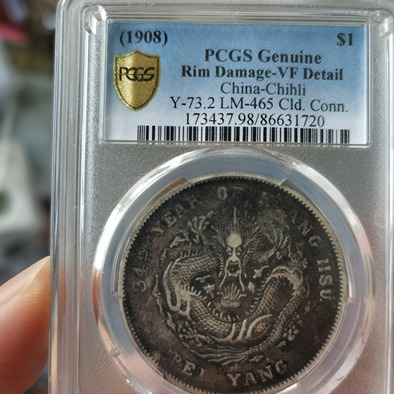 (1908) $1
PCGS Genuine
Rim Damage-VF Detail
China-Chihli
Y-73.2 LM-465 Cld. Conn.
173437.98/86631720
PCGS
34TH YEAR OF KUANG HSU
PEI YANG